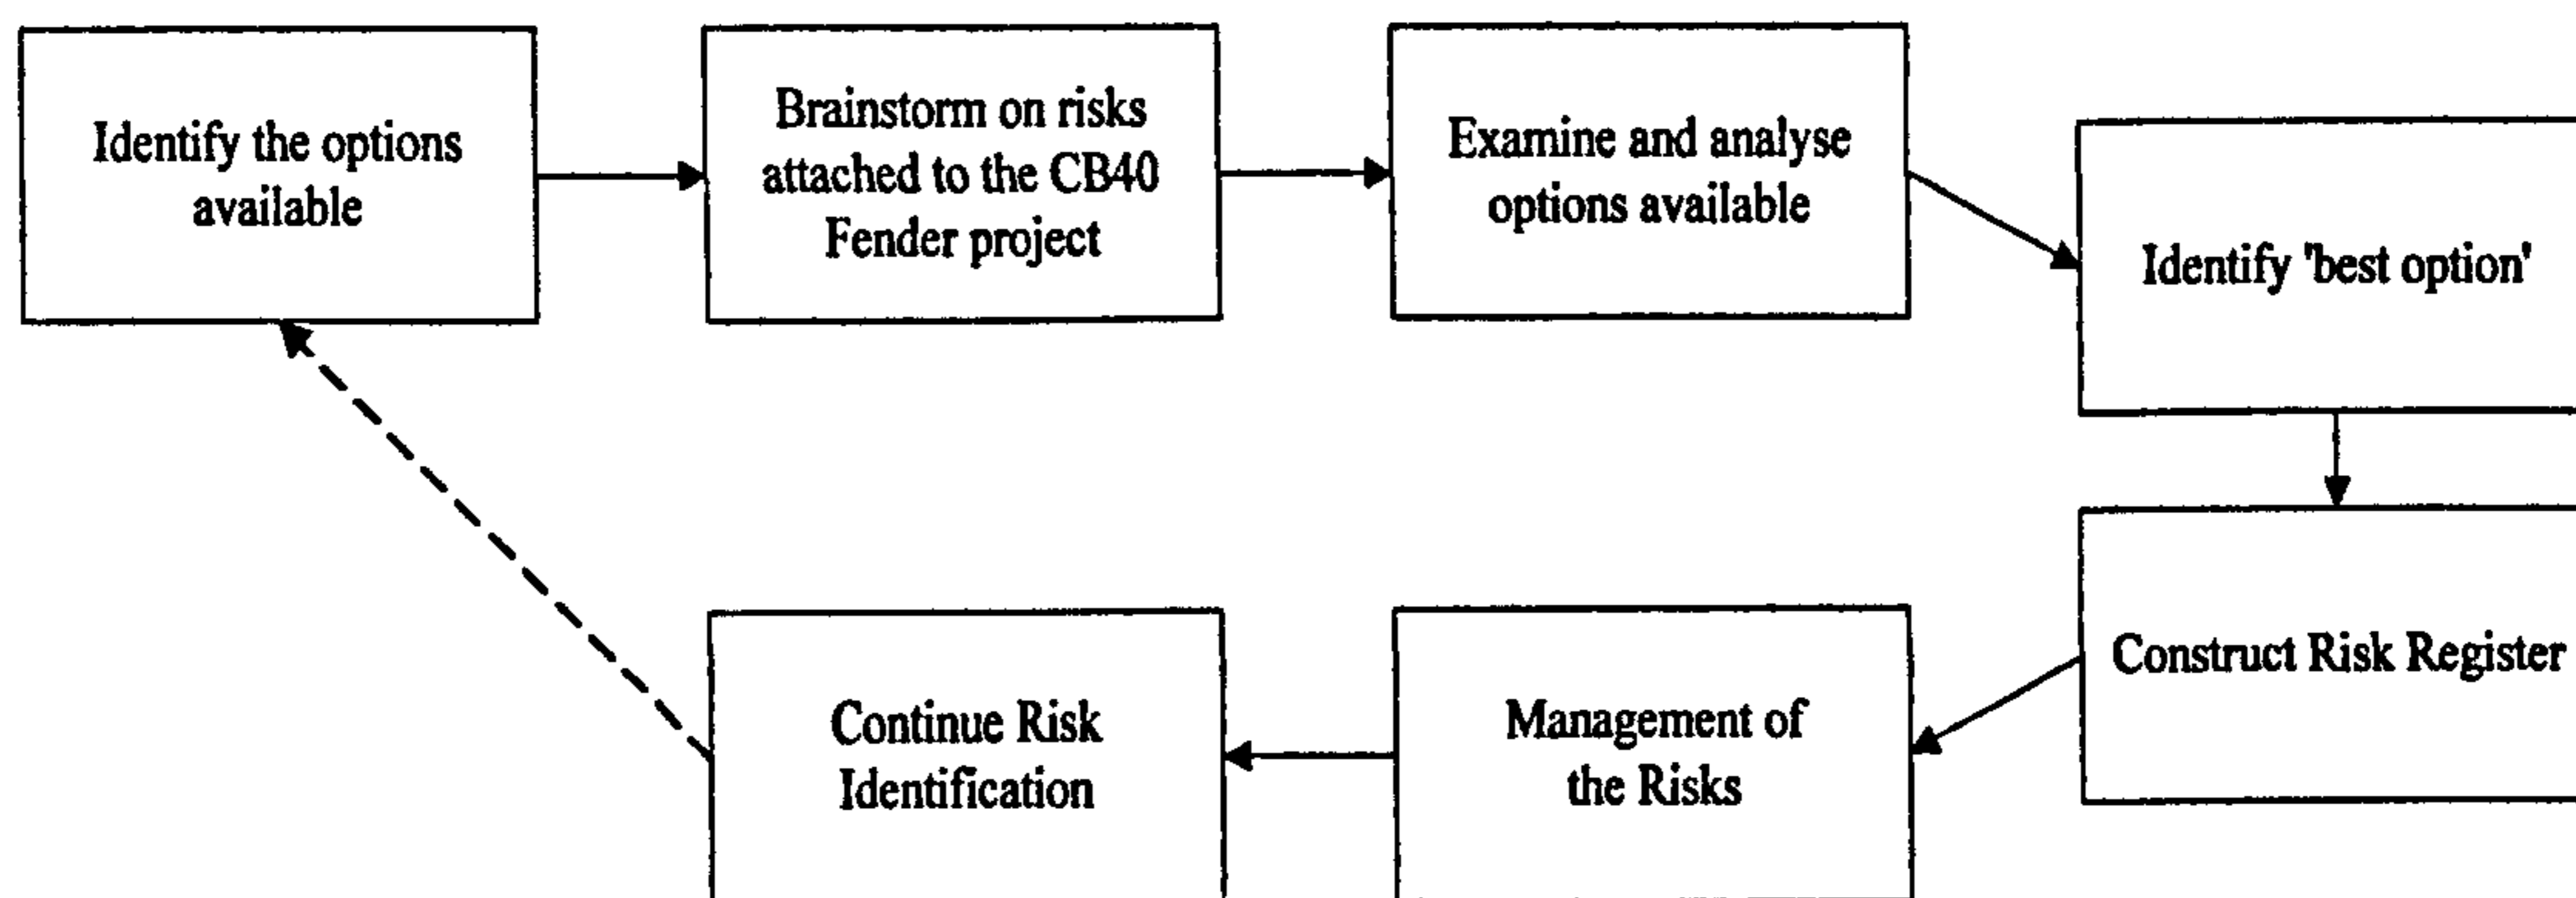 Identify the options
available
Brainstorm on risks
attached to the CB40
Fender project
Examine and analyse
options available
Identify 'best option'
Construct Risk Register
Management of
the Risks
Continue Risk
Identification